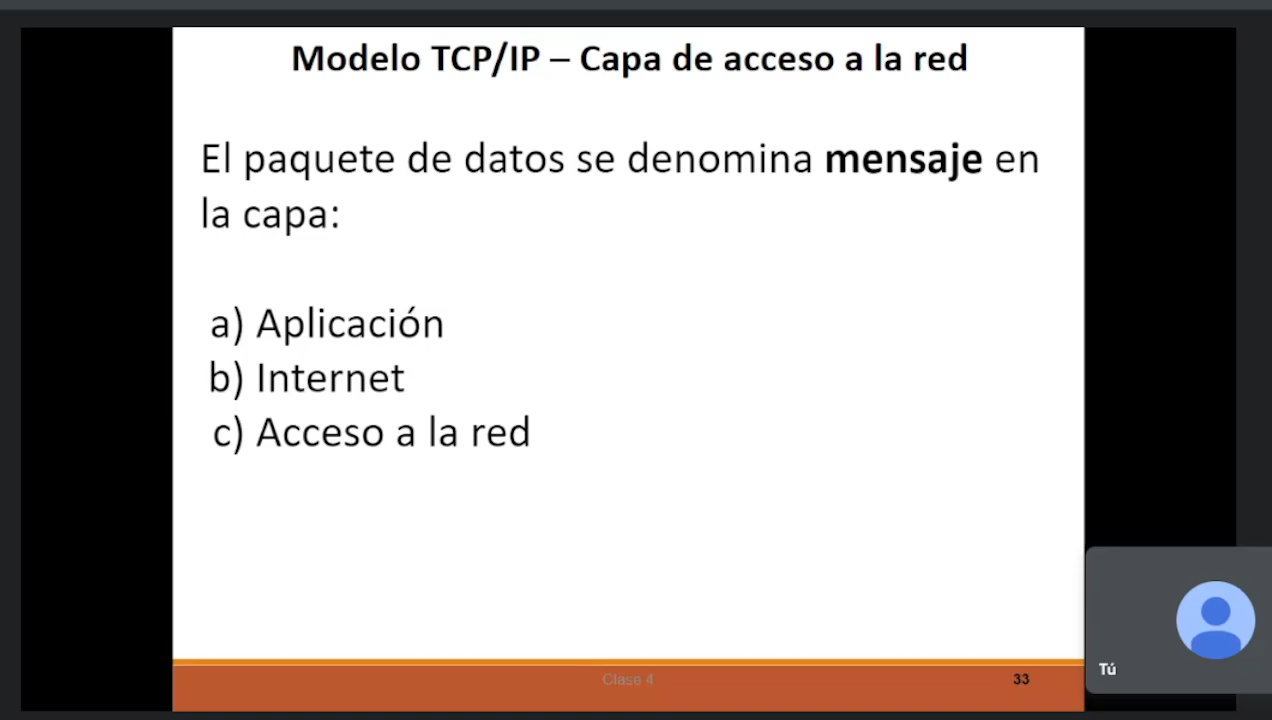 Modelo TCP/IP – Capa de acceso a la red
El paquete de datos se denomina mensaje en
la capa:
a) Aplicación
b) Internet
c) Acceso a la red
Clase 4
33
Tú